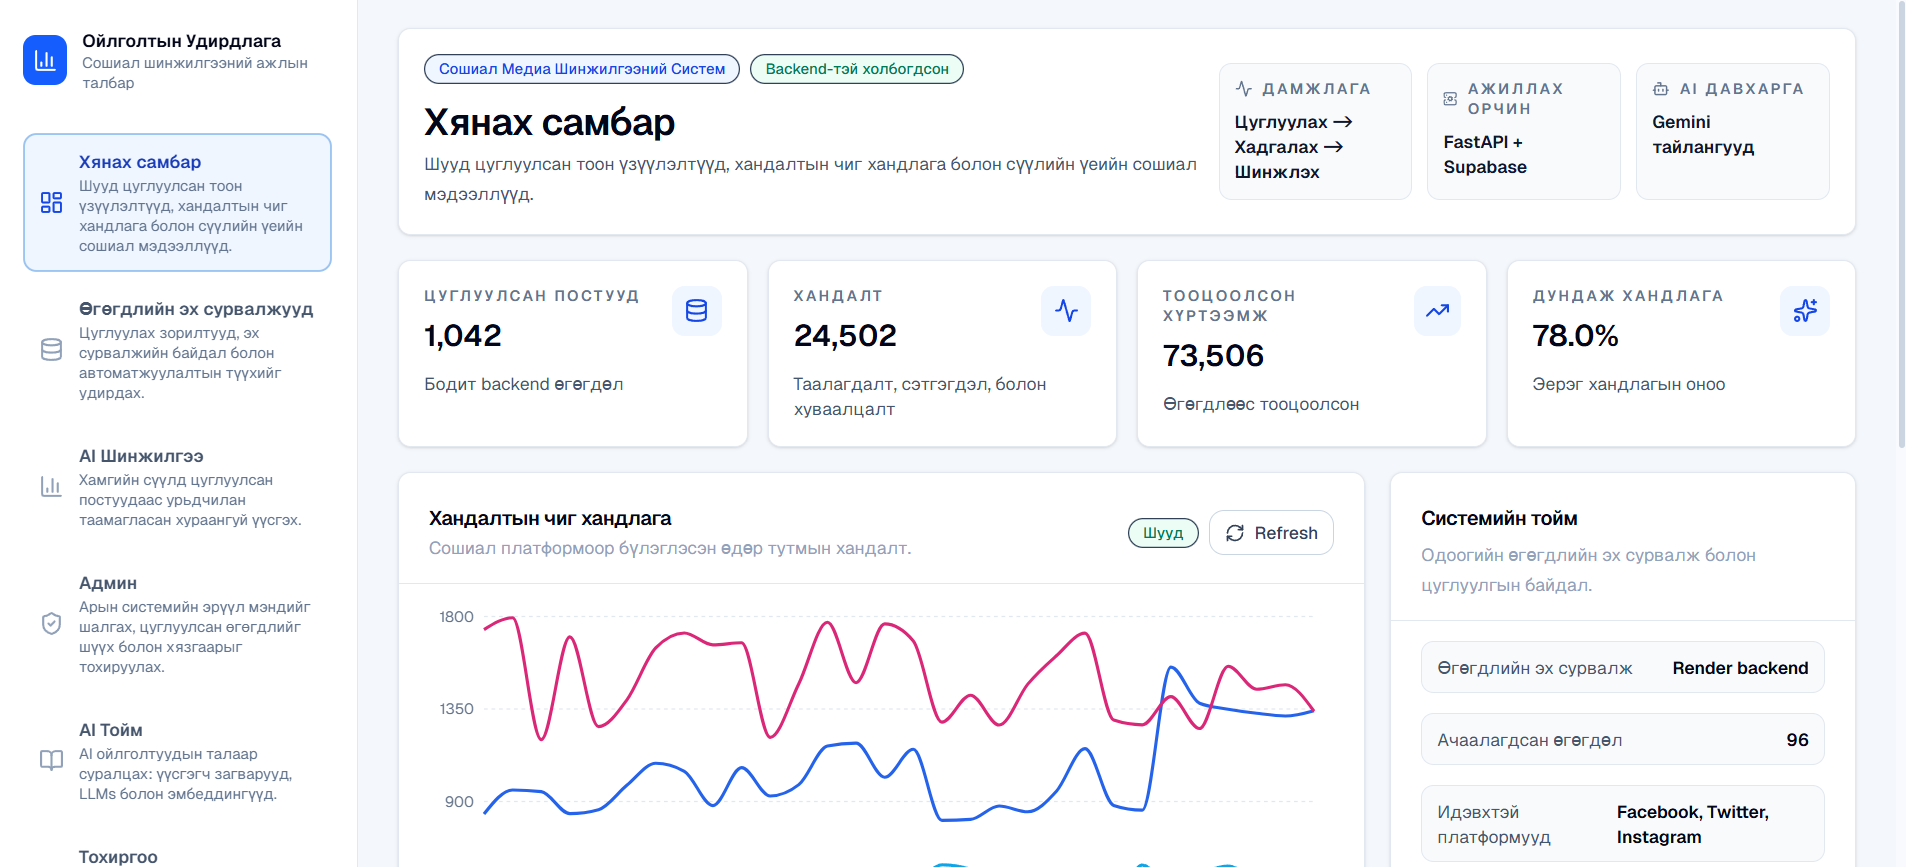 Ойлголтын Удирдлага
Сошиал шинжилгээний ажлын
талбар
Хянах самбар
Шууд цуглуулсан тоон
үзүүлэлтүүд, хандалтын чиг
хандлага болон сүүлийн үеийн
сошиал мэдээллүүд.
Өгөгдлийн эх сурвалжууд
Цуглуулах зорилтууд, эх
сурвалжийн байдал болон
автоматжуулалтын түүхийг
удирдах.
AI Шинжилгээ
Хамгийн сүүлд цуглуулсан
постуудаас урьдчилан
таамагласан хураангуй үүсгэх.
Админ
Арын системийн эрүүл мэндийг
шалгах, цуглуулсан өгөгдлийг
шүүх болон хязгаарыг
тохируулах.
AI Тойм
AI ойлголтуудын талаар
суралцах: үүсгэгч загварууд,
LLMs болон эмбеддингүүд.
Тохиргоо
Сошиал Медиа Шинжилгээний Систем
Backend-тэй холбогдсон
Хянах самбар
Шууд цуглуулсан тоон үзүүлэлтүүд, хандалтын чиг хандлага болон сүүлийн үеийн сошиал
мэдээллүүд.
ДАМЖЛАГА
Цуглуулах →
Хадгалах →
Шинжлэх
АЖИЛЛАХ
ОРЧИН
FastAPI +
Supabase
AI ДАВХАРГА
Gemini
тайлангууд
ЦУГЛУУЛСАН ПОСТУУД
1,042
Бодит backend өгөгдөл
ХАНДАЛТ
24,502
Таалагдалт, сэтгэгдэл, болон
хуваалцалт
ТООЦООЛСОН
ХҮРТЭЭМЖ
73,506
Өгөгдлөөс тооцоолсон
ДУНДАЖ ХАНДЛАГА
78.0%
Эерэг хандлагын оноо
Хандалтын чиг хандлага
Сошиал платформоор бүлэглэсэн өдөр тутмын хандалт.
Шууд
Refresh
1800
1350
900
Системийн тойм
Одоогийн өгөгдлийн эх сурвалж болон
цуглуулгын байдал.
Өгөгдлийн эх сурвалж
Render backend
Ачаалагдсан өгөгдөл
96
Идэвхтэй
платформууд
Facebook, Twitter,
Instagram